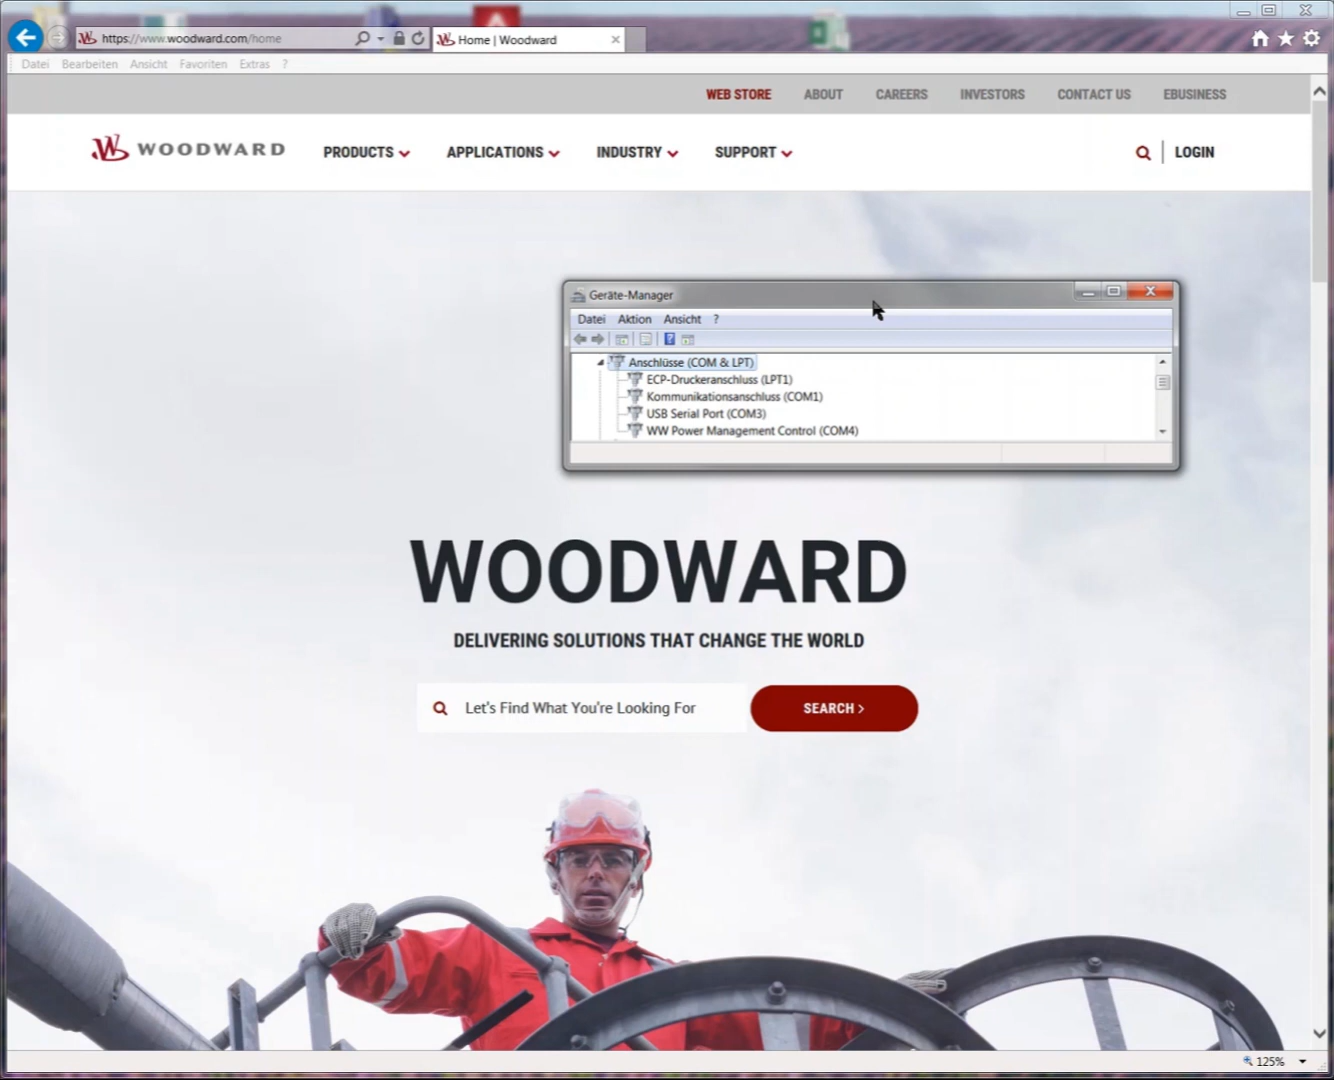 https://www.woodward.com/home
Home | Woodward
Datei Bearbeiten Ansicht Favoriten Extras ?
WEB STORE ABOUT CAREERS INVESTORS CONTACT US EBUSINESS
WOODWARD PRODUCTS APPLICATIONS INDUSTRY SUPPORT LOGIN
Geräte-Manager
Datei Aktion Ansicht ?
Anschlüsse (COM & LPT)
ECP-Druckeranschluss (LPT1)
Kommunikationsanschluss (COM1)
USB Serial Port (COM3)
WW Power Management Control (COM4)
WOODWARD
DELIVERING SOLUTIONS THAT CHANGE THE WORLD
Let's Find What You're Looking For SEARCH >
125%